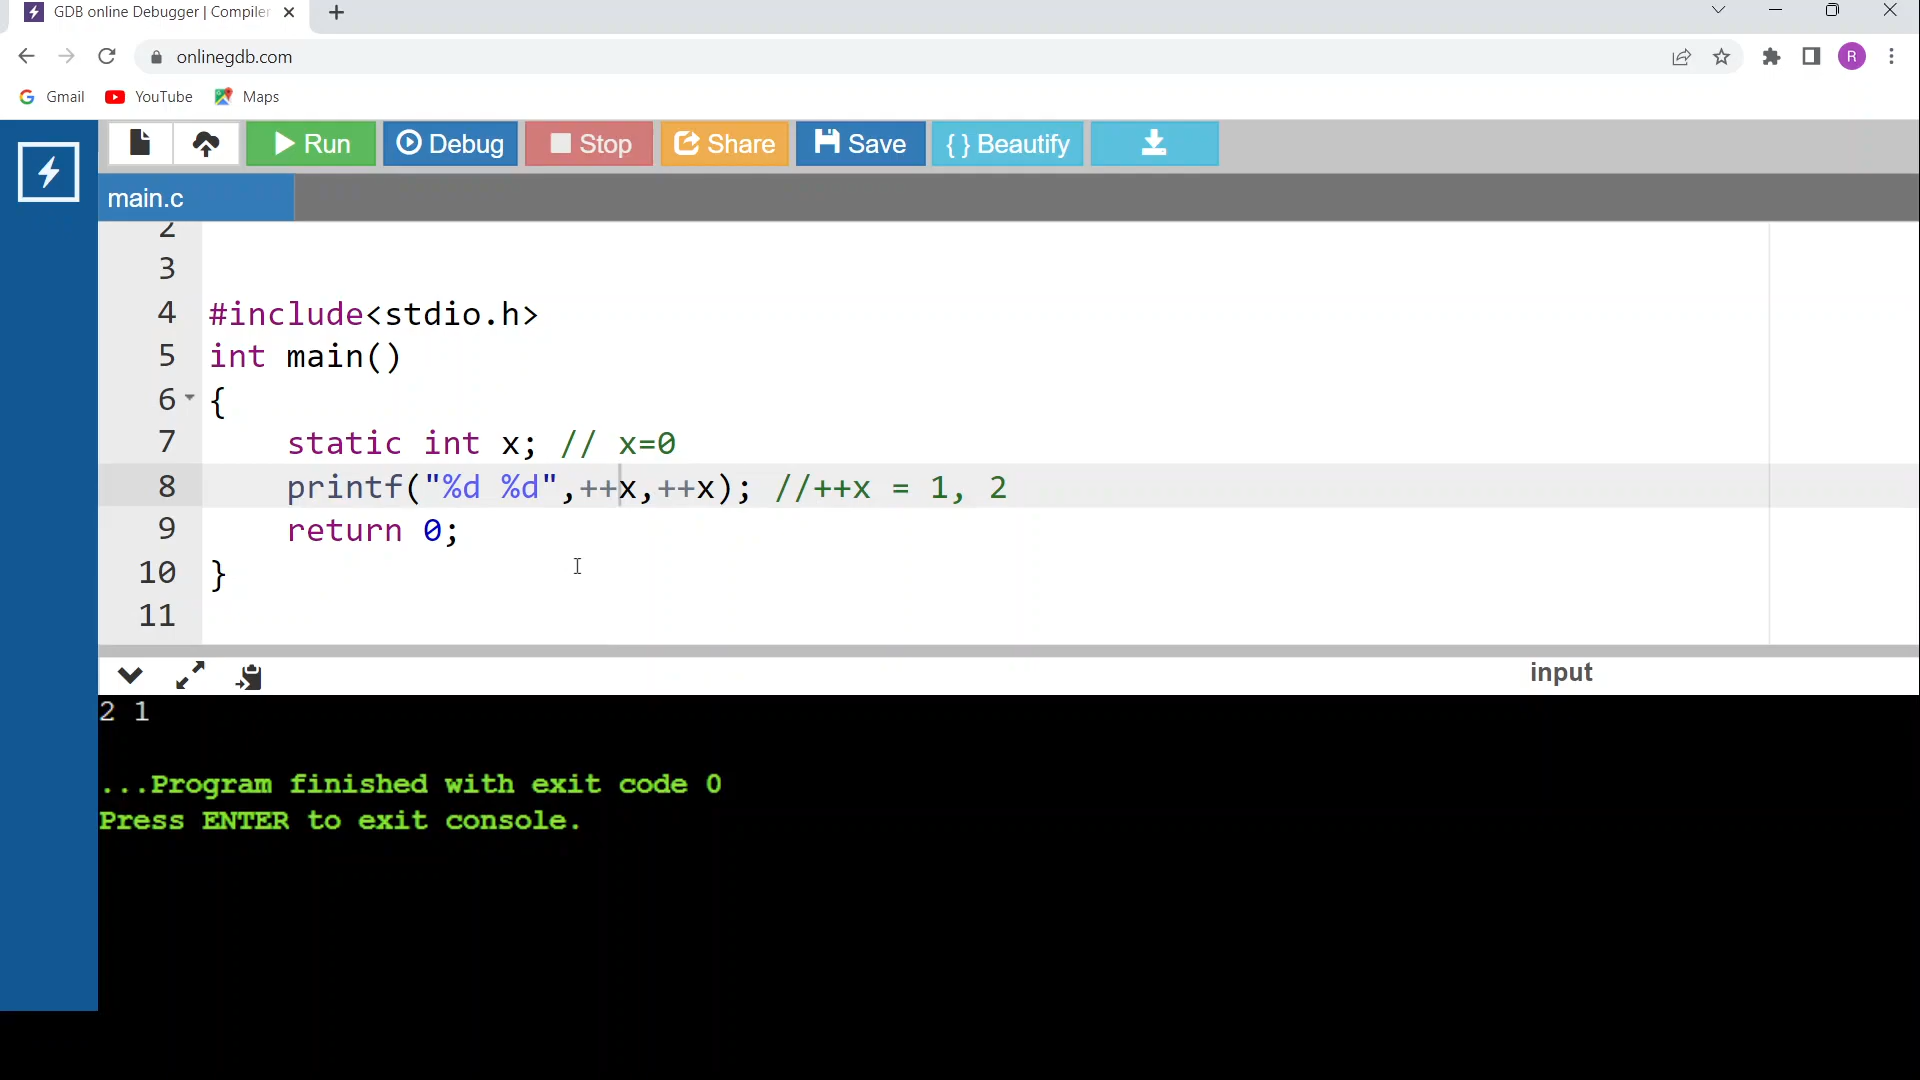 GDB online Debugger | Compiler
onlinegdb.com
R
Gmail YouTube Maps
Run Debug Stop Share Save { } Beautify
main.c
2
3
4 #include<stdio.h>
5 int main()
6 {
7 static int x; // x=0
8 printf("%d %d",++x,++x); //++x = 1, 2
9 return 0;
10 }
11
input
2 1
...Program finished with exit code 0
Press ENTER to exit console.